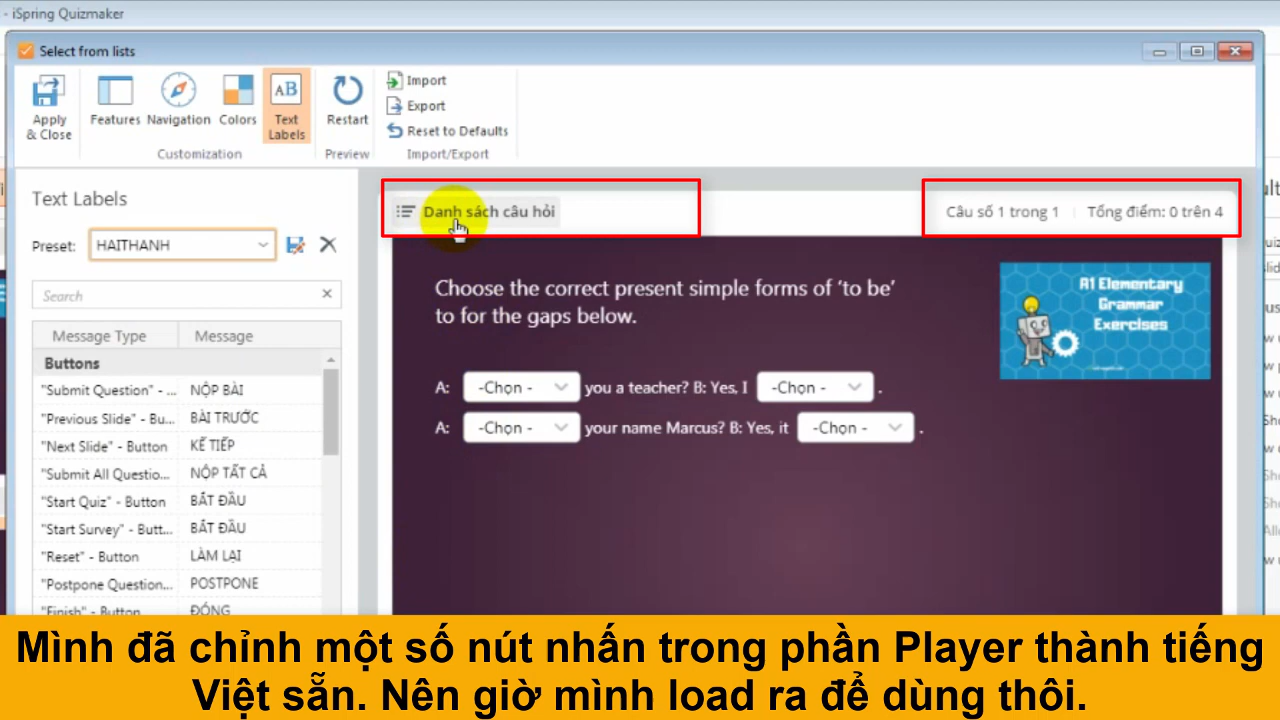 - iSpring Quizmaker
Select from lists
Apply
& Close
Features
Navigation
Colors
Text
Labels
Restart
Import
Export
Reset to Defaults
Customization
Preview
Import/Export
Text Labels
Preset:
HAITHANH
Search
Message Type
Message
Buttons
"Submit Question" - ...
NỘP BÀI
"Previous Slide" - Bu...
BÀI TRƯỚC
"Next Slide" - Button
KẾ TIẾP
"Submit All Questio...
NỘP TẤT CẢ
"Start Quiz" - Button
BẮT ĐẦU
"Start Survey" - Butt...
BẮT ĐẦU
"Reset" - Button
LÀM LẠI
"Postpone Question...
POSTPONE
"Finish" - Button
ĐÓNG
Danh sách câu hỏi
Câu số 1 trong 1
Tổng điểm: 0 trên 4
Choose the correct present simple forms of ‘to be’
to for the gaps below.
A1 Elementary
Grammar
Exercises
A: -Chọn - you a teacher? B: Yes, I -Chọn - .
A: -Chọn - your name Marcus? B: Yes, it -Chọn - .
Mình đã chỉnh một số nút nhấn trong phần Player thành tiếng
Việt sẵn. Nên giờ mình load ra để dùng thôi.